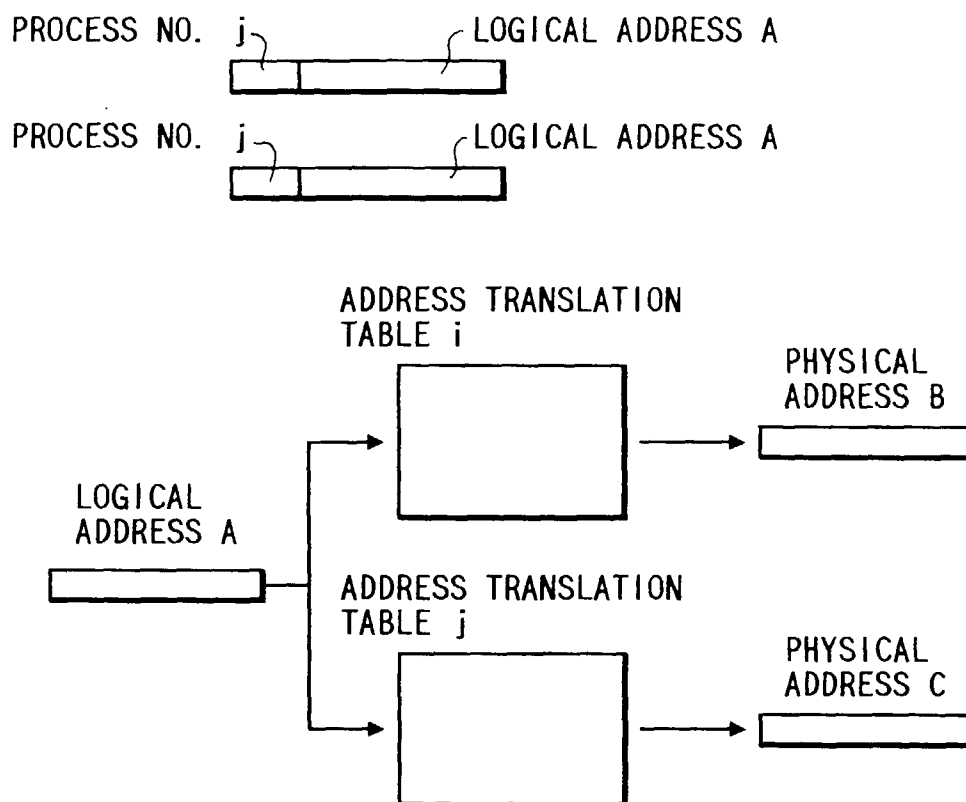 PROCESS NO. j LOGICAL ADDRESS A
PROCESS NO. j LOGICAL ADDRESS A
ADDRESS TRANSLATION
TABLE i
PHYSICAL
ADDRESS B
LOGICAL
ADDRESS A
ADDRESS TRANSLATION
TABLE j
PHYSICAL
ADDRESS C